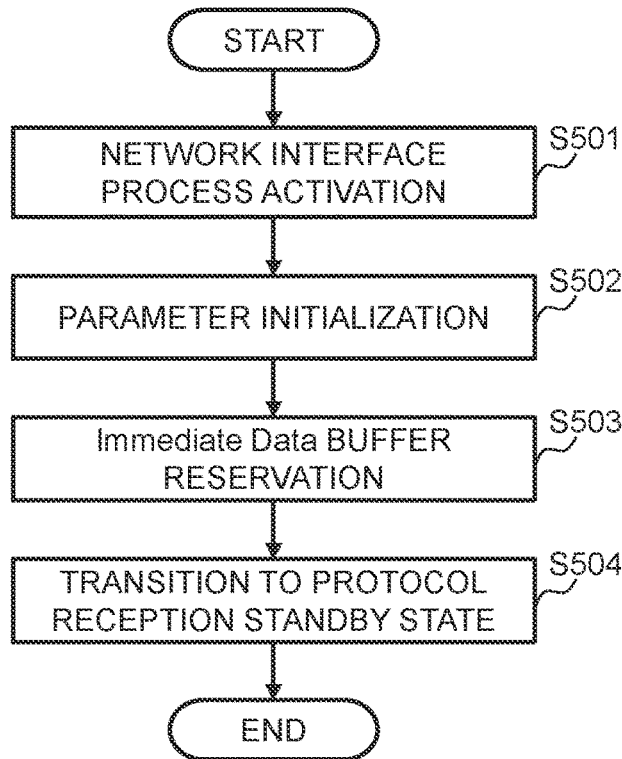 START
S501
NETWORK INTERFACE
PROCESS ACTIVATION
S502
PARAMETER INITIALIZATION
S503
Immediate Data BUFFER
RESERVATION
S504
TRANSITION TO PROTOCOL
RECEPTION STANDBY STATE
END